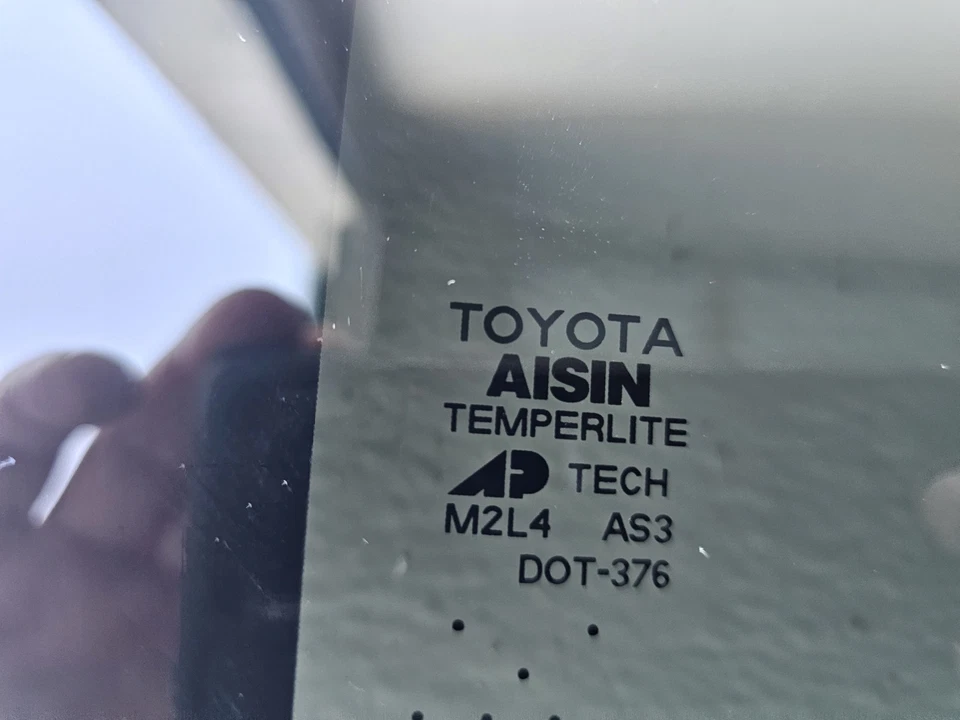 TOYOTA
AISIN
TEMPERLITE
AP TECH
M2L4 AS3
DOT-376